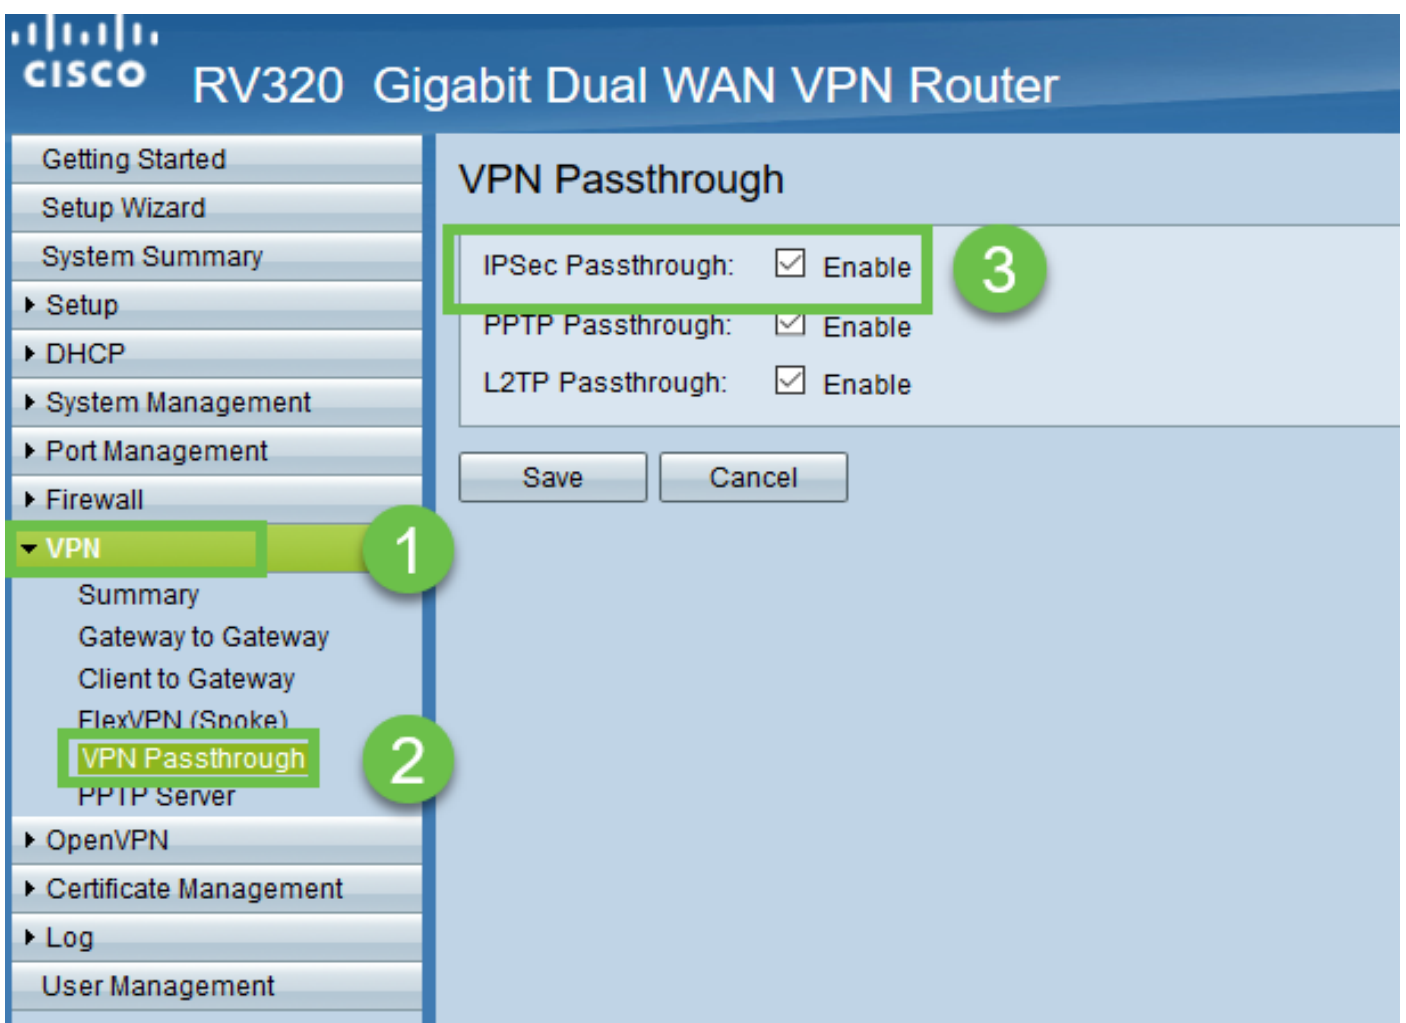 CISCO
RV320 Gigabit Dual WAN VPN Router
Getting Started
Setup Wizard
System Summary
Setup
DHCP
System Management
Port Management
Firewall
VPN
1
Summary
Gateway to Gateway
Client to Gateway
FlexVPN (Spoke)
VPN Passthrough
2
PPTP Server
OpenVPN
Certificate Management
Log
User Management
VPN Passthrough
IPSec Passthrough: Enable
3
PPTP Passthrough: Enable
L2TP Passthrough: Enable
Save Cancel